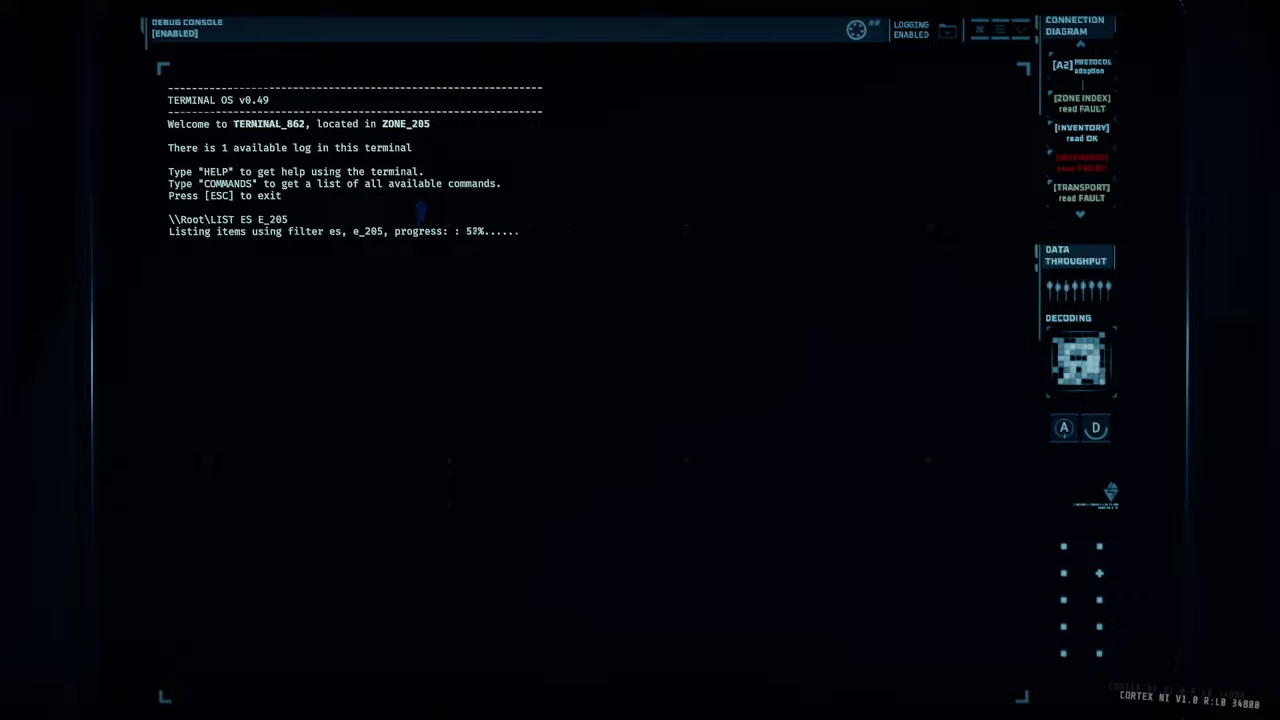 DEBUG CONSOLE
[ENABLED]
LOGGING
ENABLED
--------------------------------------------------------------
TERMINAL OS v0.49
--------------------------------------------------------------
Welcome to TERMINAL_862, located in ZONE_205
There is 1 available log in this terminal
Type "HELP" to get help using the terminal.
Type "COMMANDS" to get a list of all available commands.
Press [ESC] to exit
\\Root\LIST ES E_205
Listing items using filter es, e_205, progress: :
CONNECTION
DIAGRAM
[A2] PROTOCOL
adaption
[ZONE INDEX]
read FAULT
[INVENTORY]
read OK
[TRANSPORT]
read FAULT
DATA
THROUGHPUT
DECODING
A
D
CORTEX NI V1.0 R:L0 34800